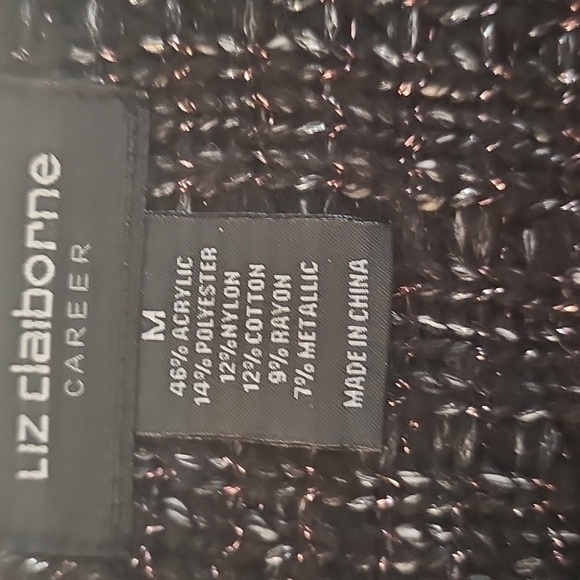 LIZ claiborne
CAREER
M
46% ACRYLIC
14% POLYESTER
12% NYLON
12% COTTON
9% RAYON
7% METALLIC
MADE IN CHINA